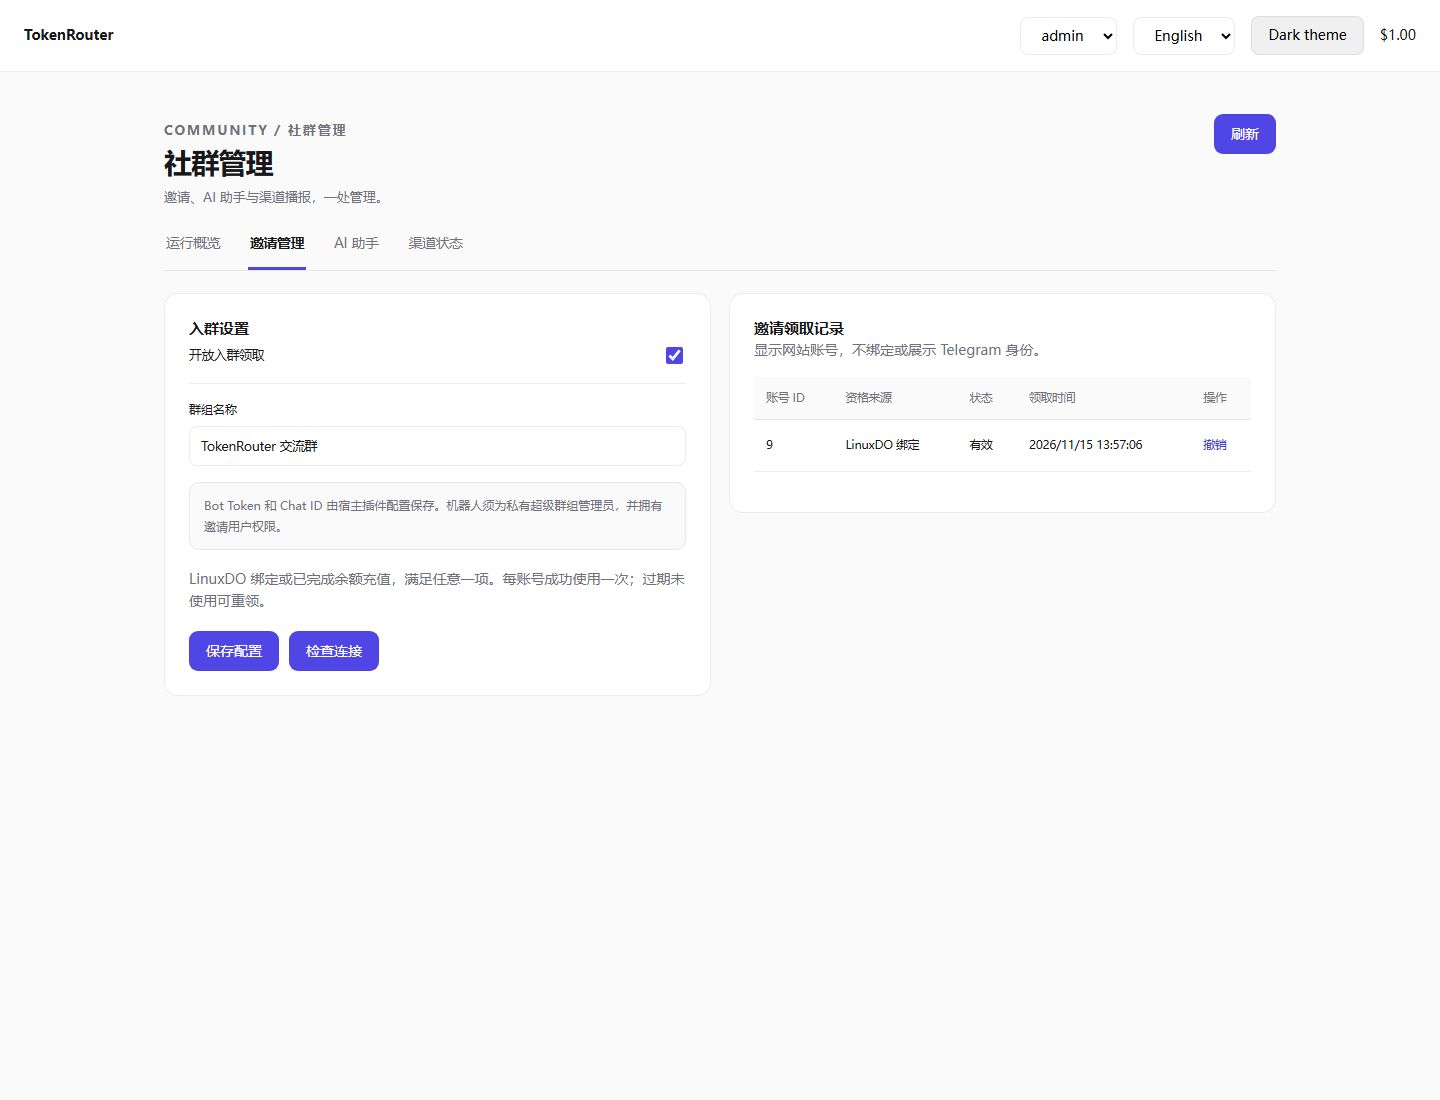 TokenRouter
admin
English
Dark theme
$1.00
COMMUNITY / 社群管理
社群管理
邀请、AI 助手与渠道播报，一处管理。
刷新
运行概览
邀请管理
AI 助手
渠道状态
入群设置
开放入群领取
群组名称
TokenRouter 交流群
Bot Token 和 Chat ID 由宿主插件配置保存。机器人须为私有超级群组管理员，并拥有
邀请用户权限。
LinuxDO 绑定或已完成余额充值，满足任意一项。每账号成功使用一次；过期未
使用可重领。
保存配置
检查连接
邀请领取记录
显示网站账号，不绑定或展示 Telegram 身份。
账号 ID 资格来源 状态 领取时间 操作
9 LinuxDO 绑定 有效 2026/11/15 13:57:06 撤销